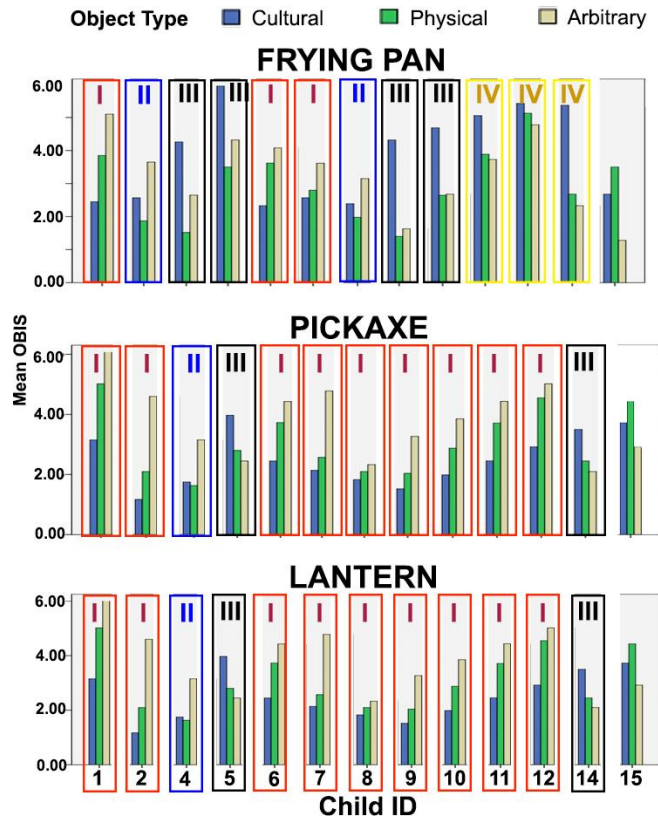 Object Type Cultural Physical Arbitrary
FRYING PAN
6.00
4.00
2.00
0.00
I II III III I I II III III IV IV IV
PICKAXE
Mean OBIS
6.00
4.00
2.00
0.00
I I II III I I I I I I I III
LANTERN
6.00
4.00
2.00
0.00
I I II III I I I I I I I III
1 2 4 5 6 7 8 9 10 11 12 14 15
Child ID